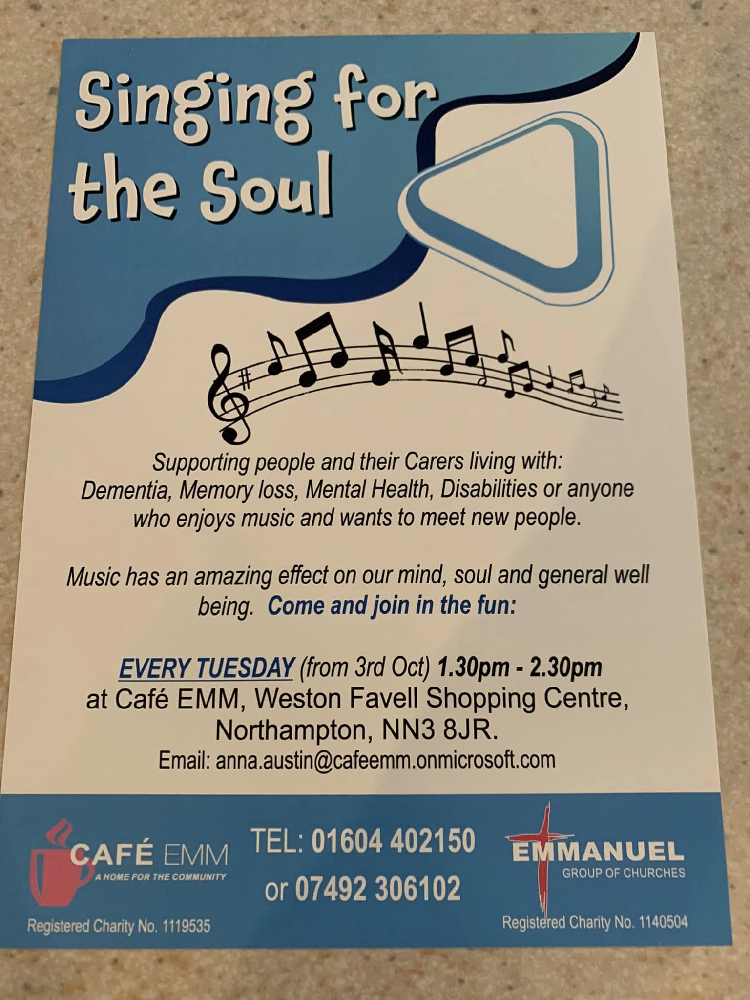 Singing for
the Soul
Supporting people and their Carers living with:
Dementia, Memory loss, Mental Health, Disabilities or anyone
who enjoys music and wants to meet new people.
Music has an amazing effect on our mind, soul and general well
being. Come and join in the fun:
EVERY TUESDAY (from 3rd Oct) 1.30pm - 2.30pm
at Café EMM, Weston Favell Shopping Centre,
Northampton, NN3 8JR.
Email: anna.austin@cafeemm.onmicrosoft.com
CAFÉ EMM
A HOME FOR THE COMMUNITY
Registered Charity No. 1119535
TEL: 01604 402150
or 07492 306102
EMMANUEL
GROUP OF CHURCHES
Registered Charity No. 1140504